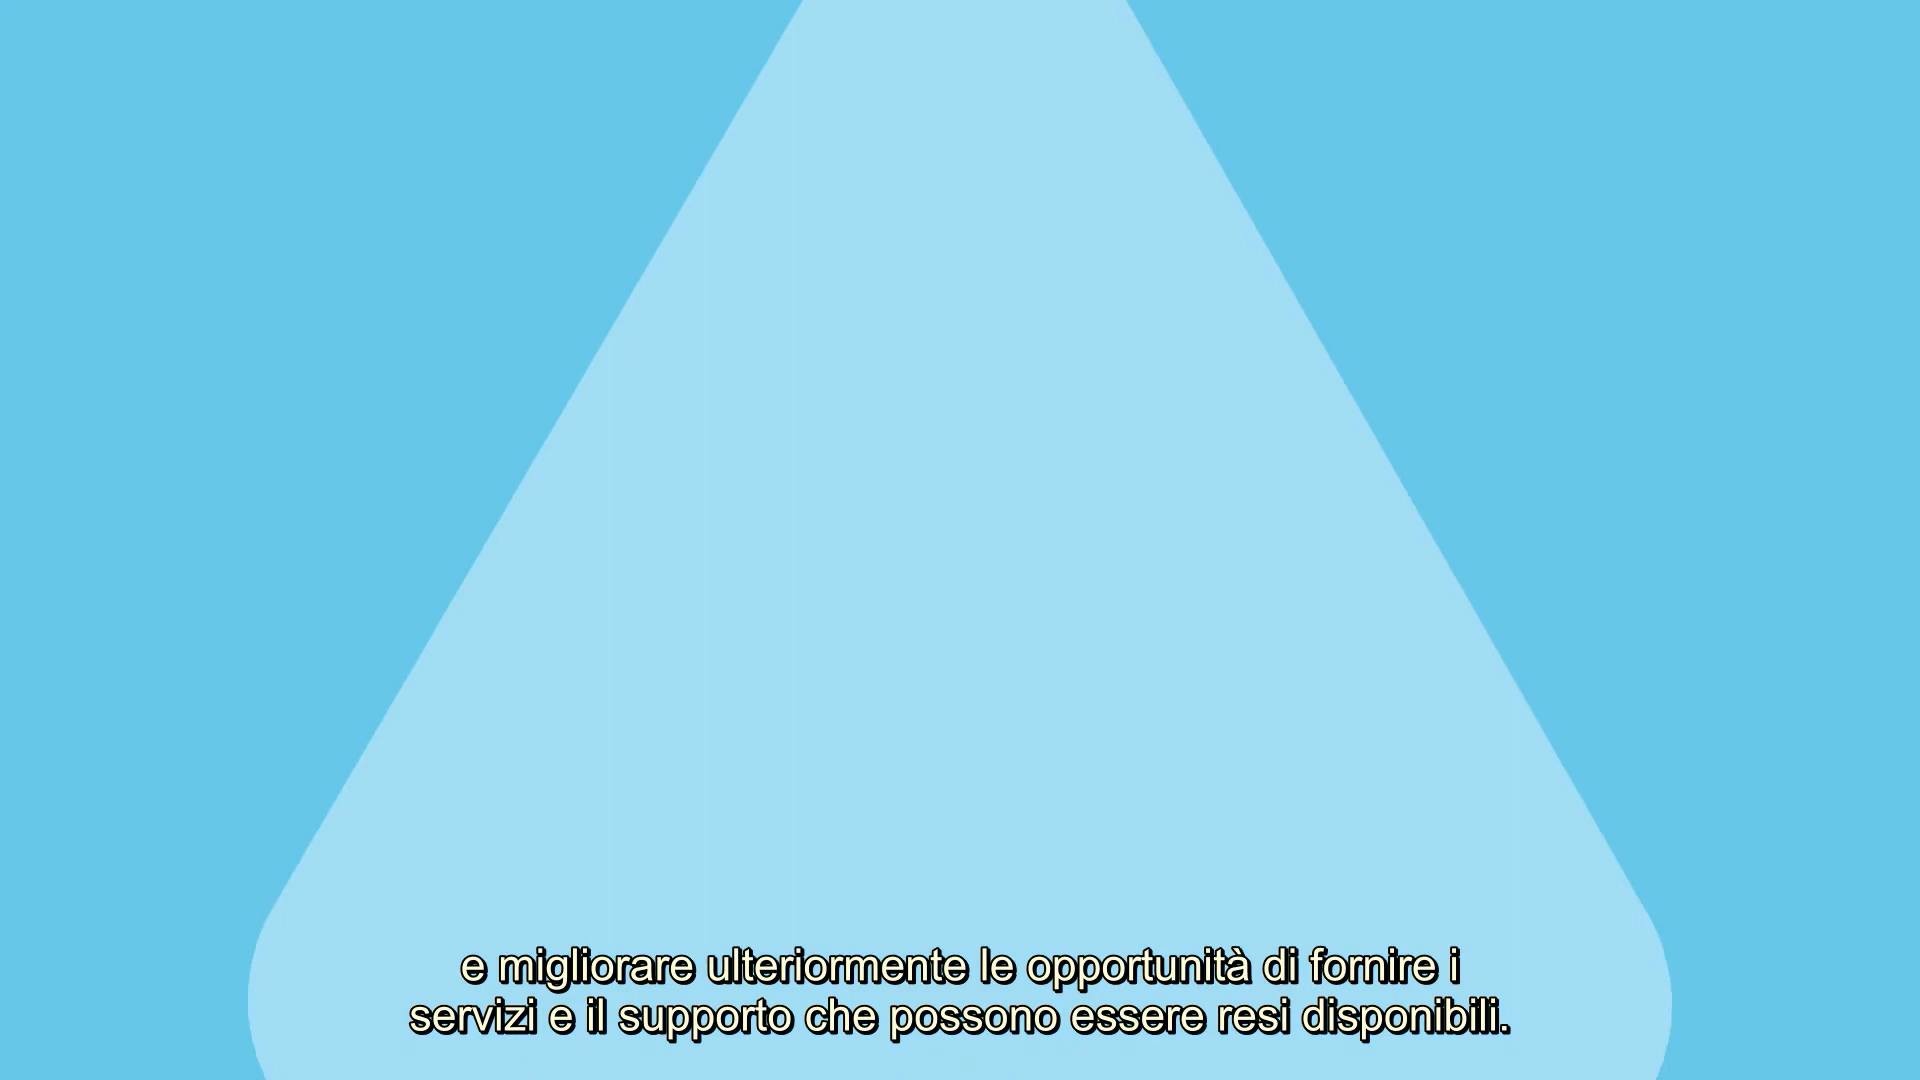 e migliorare ulteriormente le opportunità di fornire i
servizi e il supporto che possono essere resi disponibili.